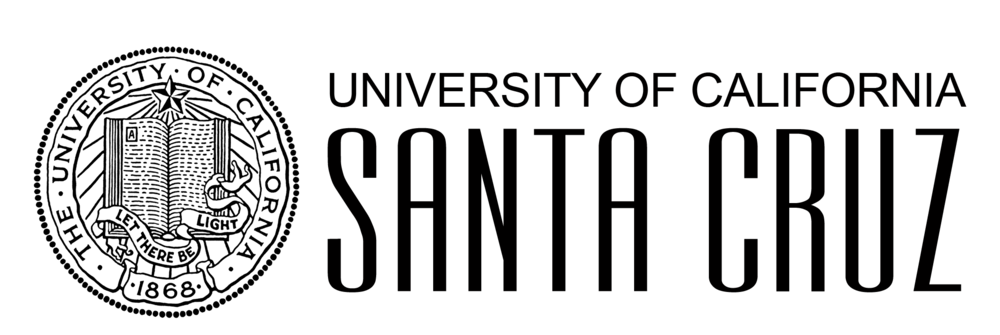 THE · UNIVERSITY · OF · CALIFORNIA
A
LET THERE BE LIGHT
· 1868 ·
UNIVERSITY OF CALIFORNIA
SANTA CRUZ